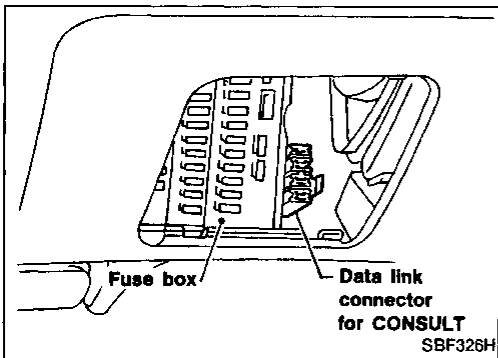 Fuse box
Data link
connector
for CONSULT
SBF326H